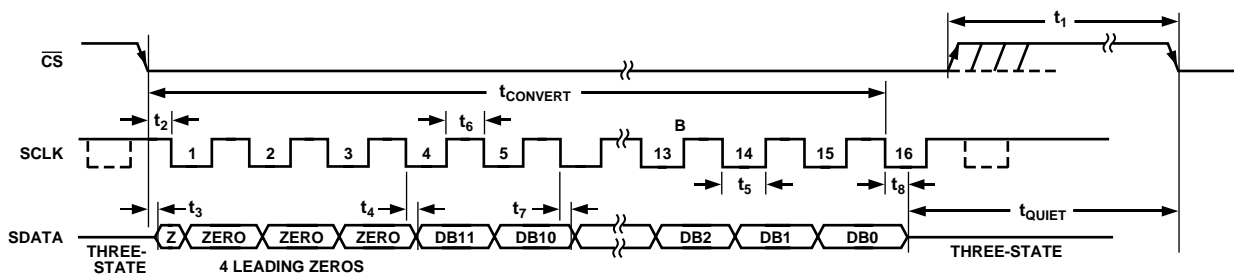 t1
CS
tCONVERT
t2
t6
B
SCLK
1 2 3 4 5 13 14 15 16
t5
t8
t3
t4
t7
tQUIET
SDATA
Z ZERO ZERO ZERO DB11 DB10 DB2 DB1 DB0
THREE-
STATE
THREE-STATE
4 LEADING ZEROS